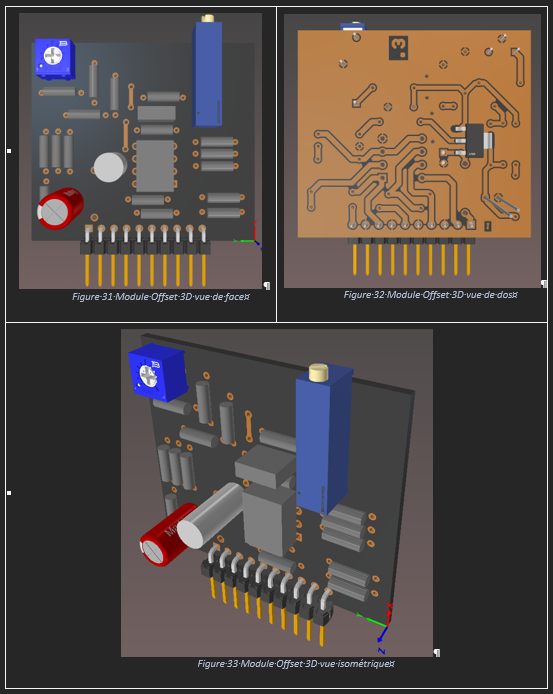 .3
Figure·31·Module·Offset·3D·vue·de·face¤
¶
Figure·32·Module·Offset·3D·vue·de·dos¤
¶
Z
¶
Figure·33·Module·Offset·3D·vue·isométrique¤